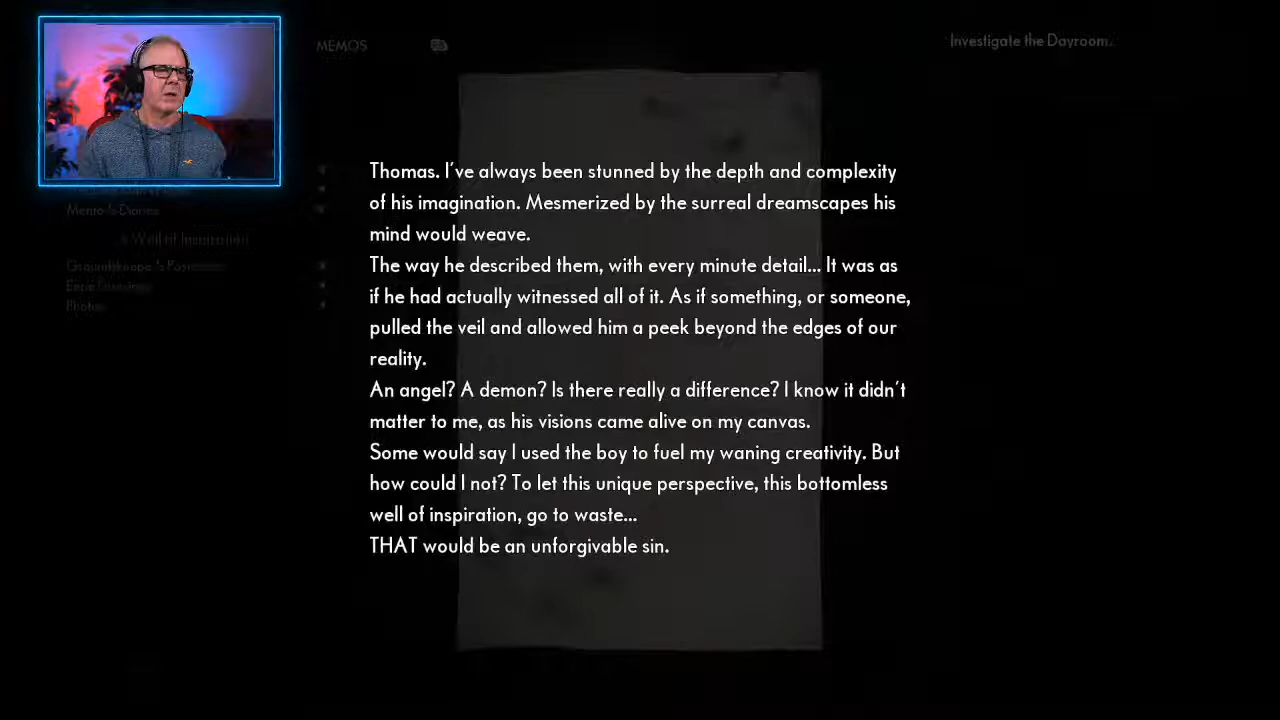 MEMOS
Investigate the Dayroom.
Thomas. I've always been stunned by the depth and complexity
of his imagination. Mesmerized by the surreal dreamscapes his
mind would weave.
The way he described them, with every minute detail... It was as
if he had actually witnessed all of it. As if something, or someone,
pulled the veil and allowed him a peek beyond the edges of our
reality.
An angel? A demon? Is there really a difference? I know it didn't
matter to me, as his visions came alive on my canvas.
Some would say I used the boy to fuel my waning creativity. But
how could I not? To let this unique perspective, this bottomless
well of inspiration, go to waste...
THAT would be an unforgivable sin.
Diaries
A Well of Inspiration
Photos